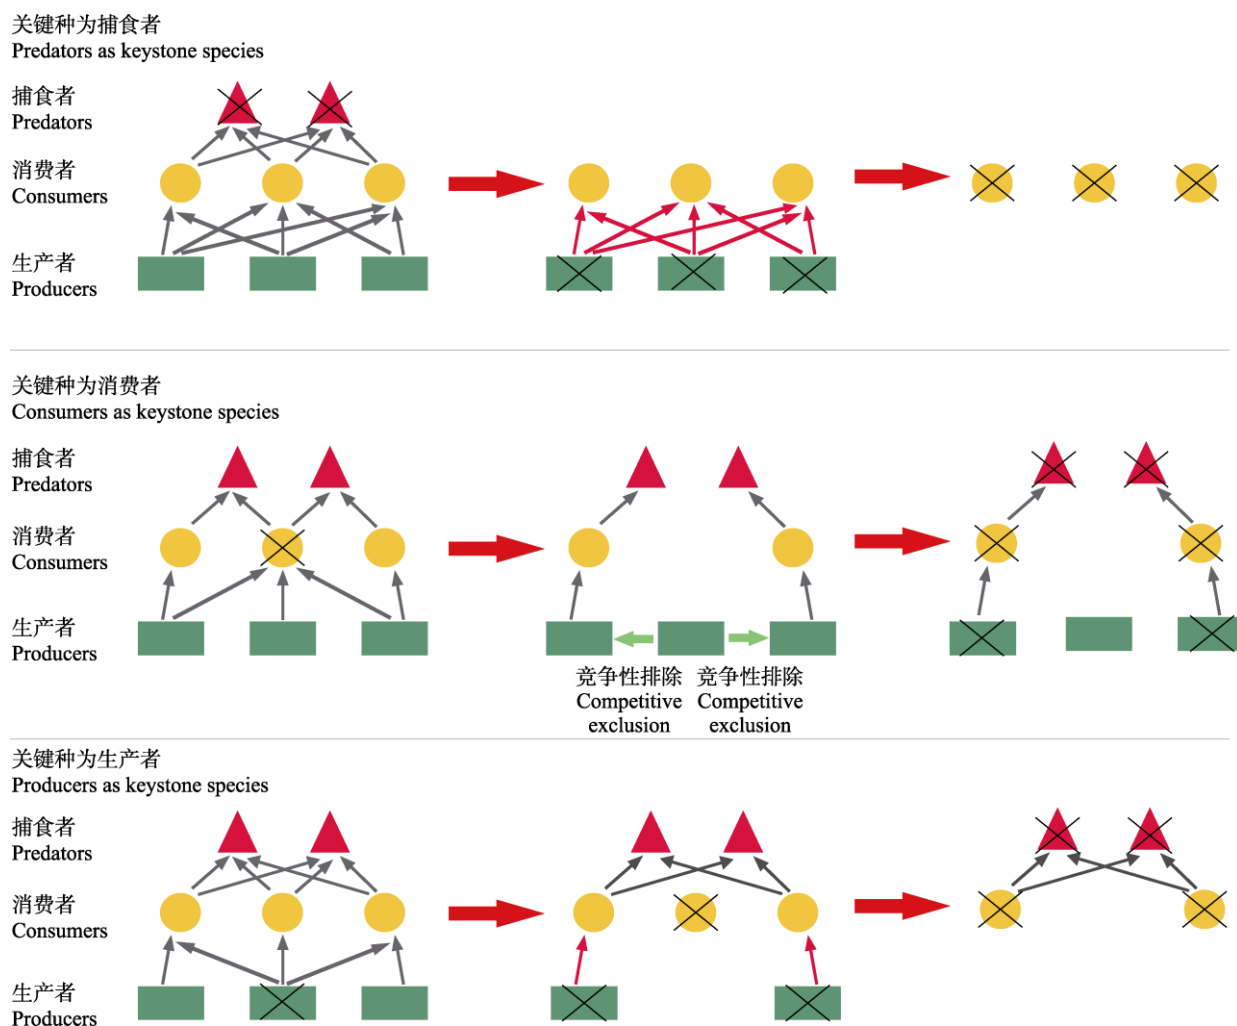 关键种为捕食者
Predators as keystone species
捕食者
Predators
消费者
Consumers
生产者
Producers
关键种为消费者
Consumers as keystone species
捕食者
Predators
消费者
Consumers
生产者
Producers
竞争性排除
Competitive
exclusion
竞争性排除
Competitive
exclusion
关键种为生产者
Producers as keystone species
捕食者
Predators
消费者
Consumers
生产者
Producers